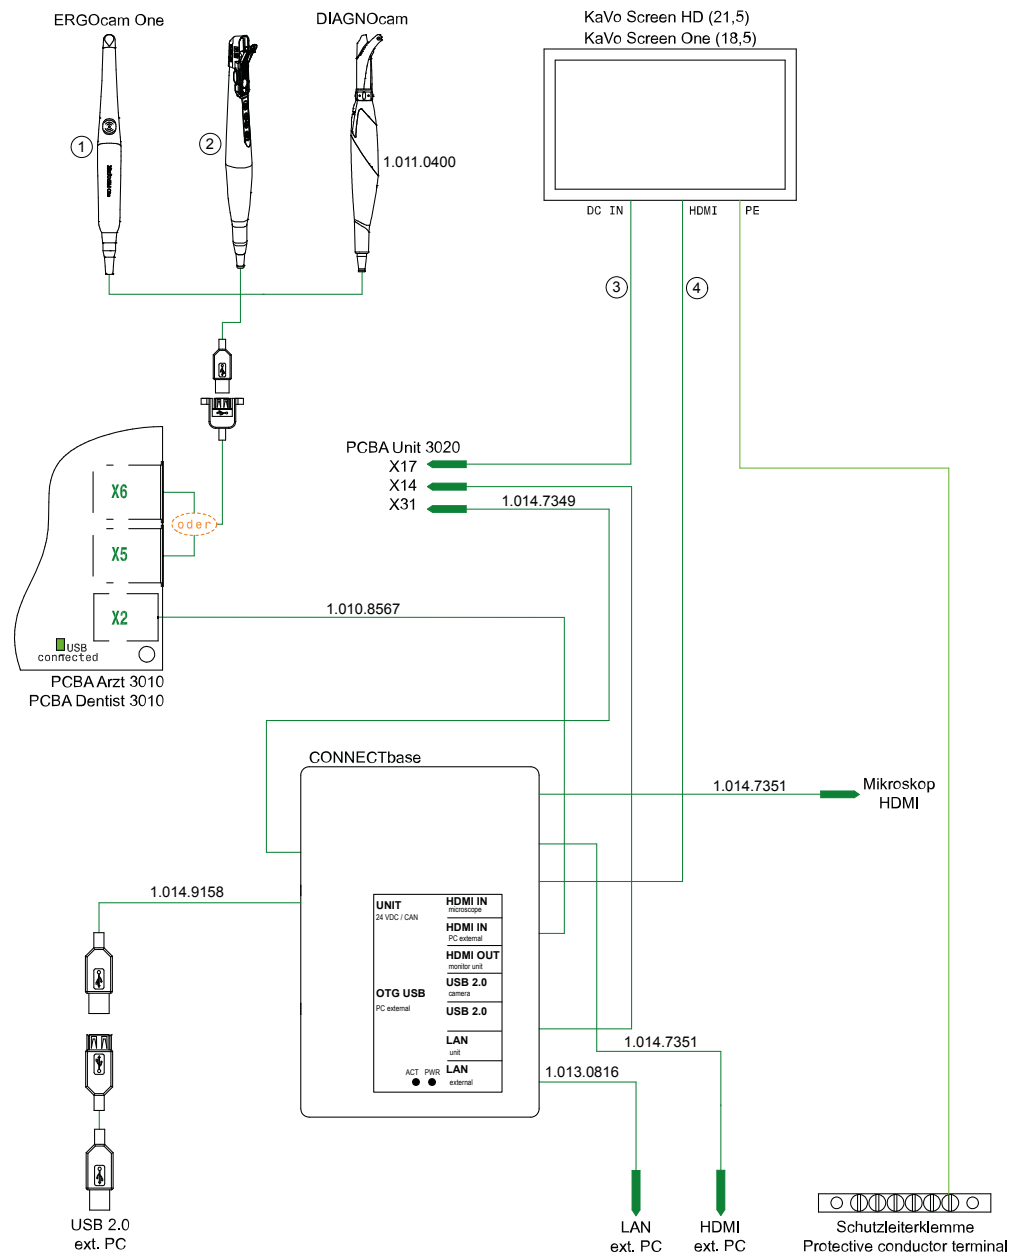 ERGOcam One
DIAGNOcam
KaVo Screen HD (21,5)
KaVo Screen One (18,5)
1
2
1.011.0400
DC IN
HDMI
PE
3
4
PCBA Unit 3020
X17
X14
X31
1.014.7349
X6
oder
X5
X2
1.010.8567
USB
connected
PCBA Arzt 3010
PCBA Dentist 3010
CONNECTbase
1.014.7351
Mikroskop
HDMI
1.014.9158
UNIT
24 VDC / CAN
HDMI IN
microscope
HDMI IN
PC external
HDMI OUT
monitor unit
OTG USB
PC external
USB 2.0
camera
USB 2.0
LAN
unit
ACT PWR
LAN
external
1.014.7351
1.013.0816
USB 2.0
ext. PC
LAN
ext. PC
HDMI
ext. PC
Schutzleiterklemme
Protective conductor terminal